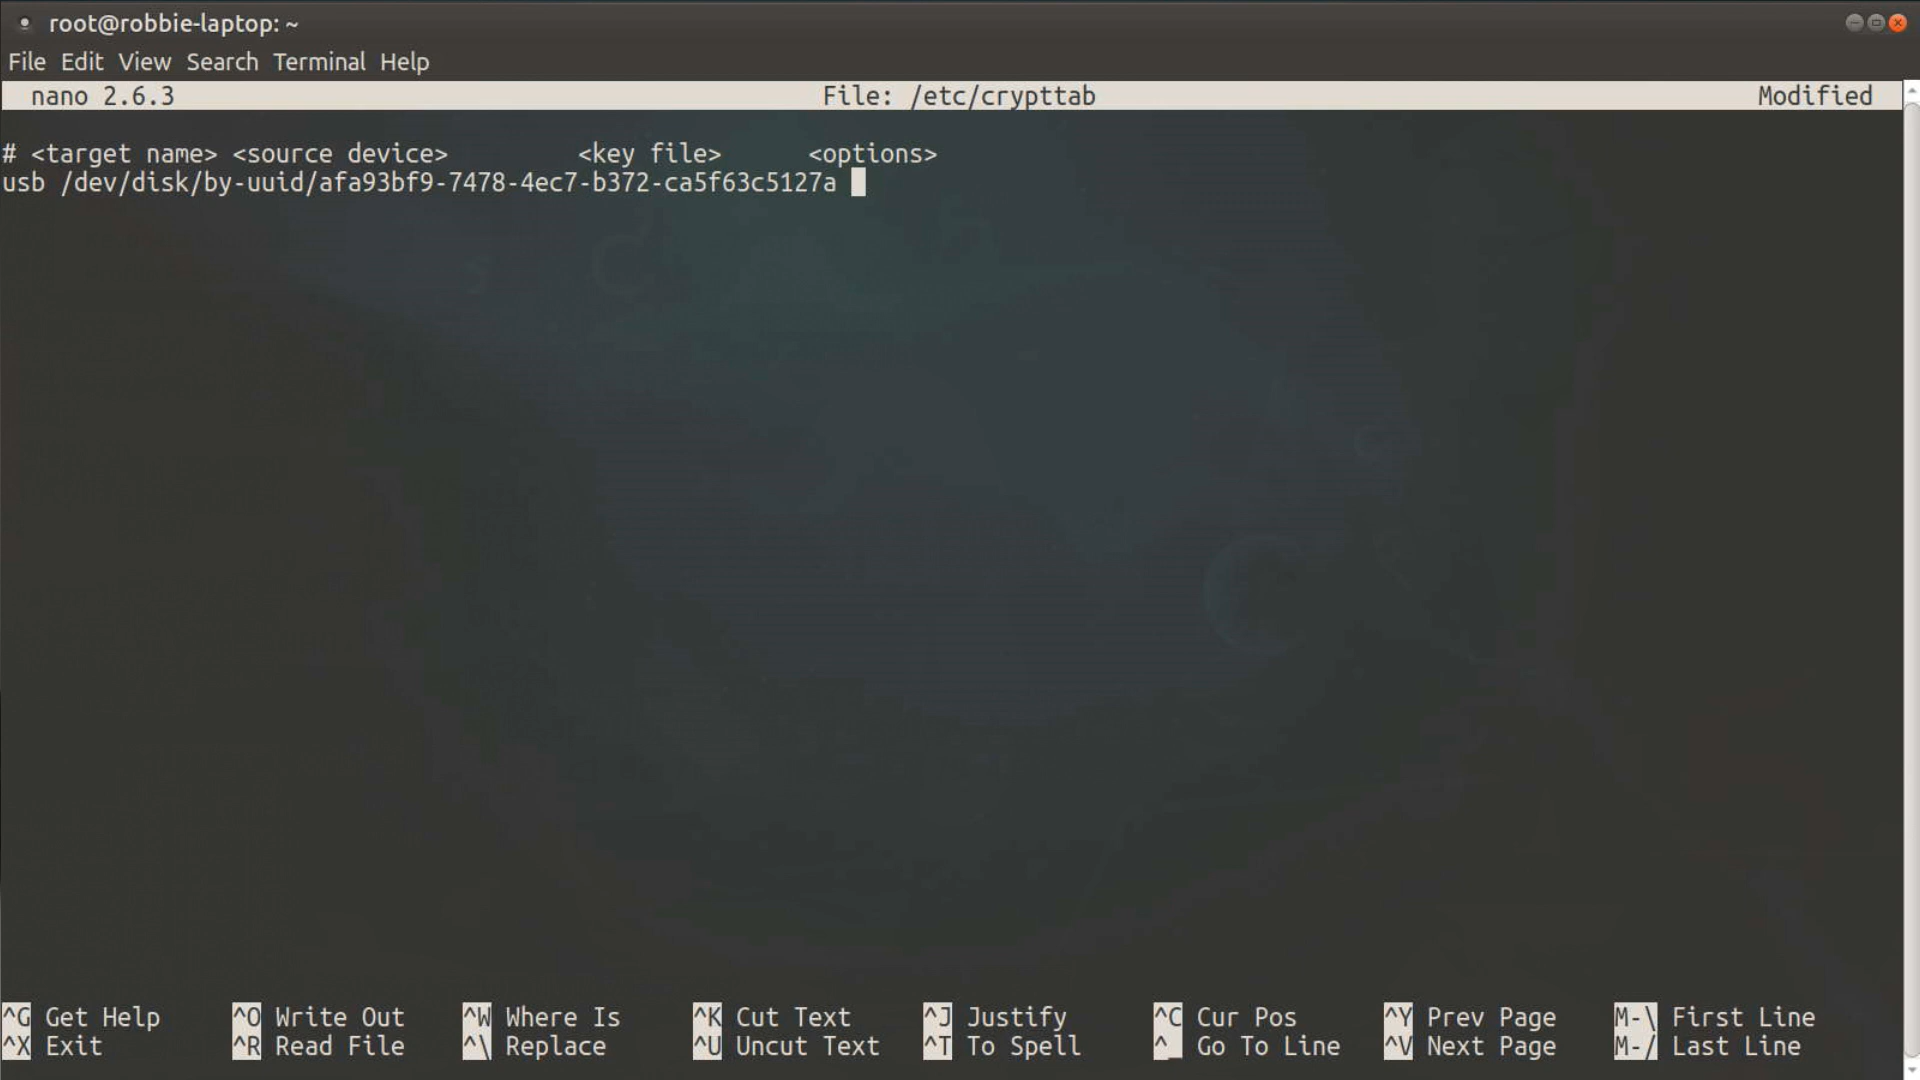 root@robbie-laptop: ~
File Edit View Search Terminal Help
nano 2.6.3 File: /etc/crypttab Modified
# <target name> <source device> <key file> <options>
usb /dev/disk/by-uuid/afa93bf9-7478-4ec7-b372-ca5f63c5127a
^G Get Help ^O Write Out ^W Where Is ^K Cut Text ^J Justify ^C Cur Pos ^Y Prev Page M-\ First Line
^X Exit ^R Read File ^\ Replace ^U Uncut Text ^T To Spell ^_ Go To Line ^V Next Page M-/ Last Line